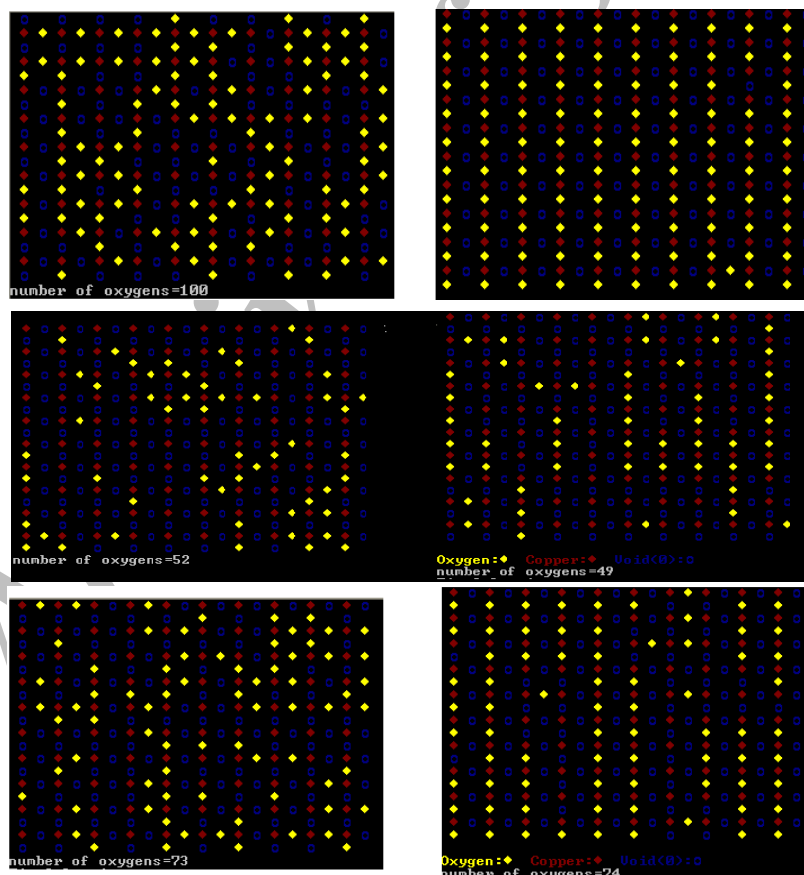 number of oxygens=100
number of oxygens=52
Oxygen:♦ Copper:♦ Void(0):o
number of oxygens=49
number of oxygens=73
Oxygen:♦ Copper:♦ Void(0):o
number of oxygens=74